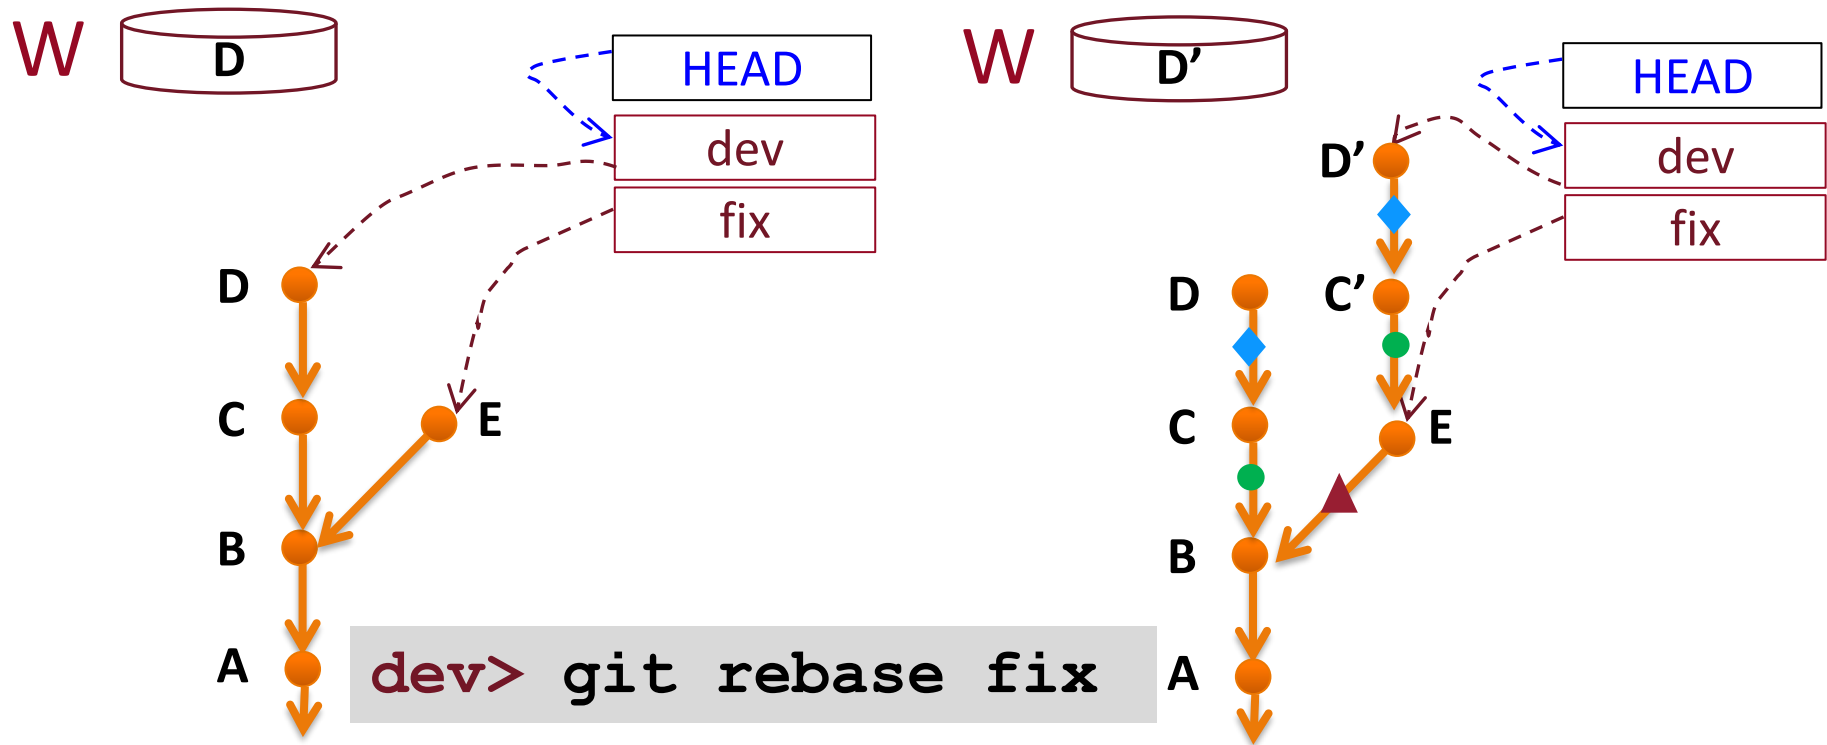 W
D
HEAD
dev
fix
D
C
E
B
A
dev> git rebase fix
W
D’
HEAD
dev
fix
D’
D
C’
C
E
B
A